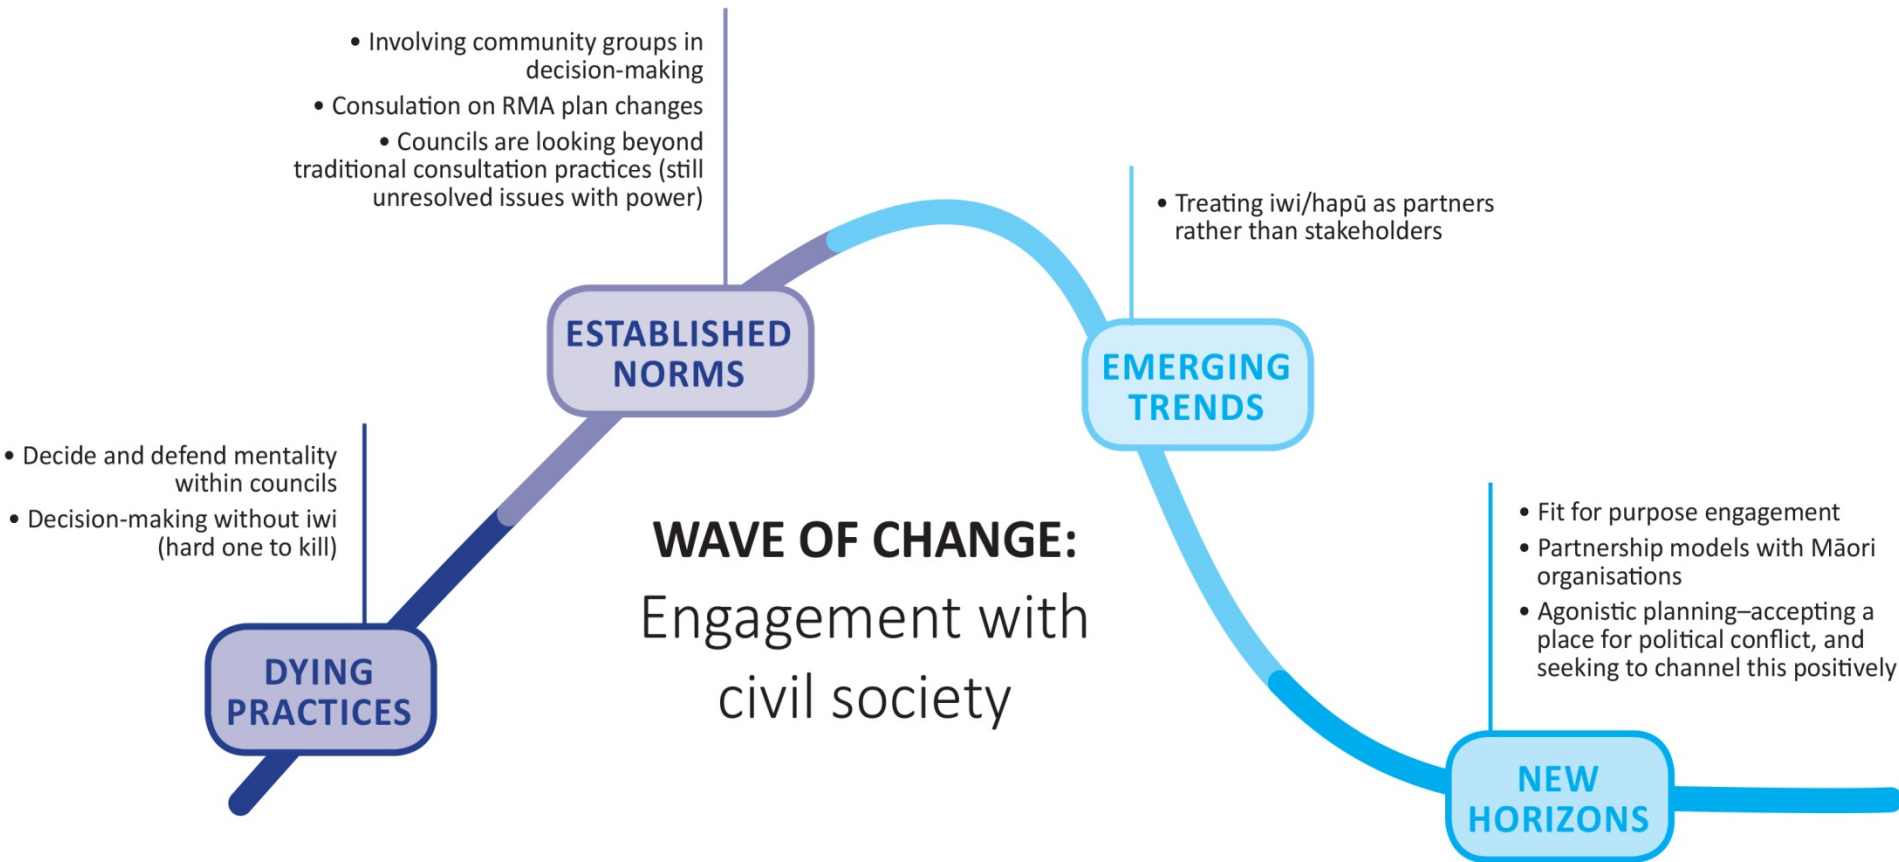 • Involving community groups in
decision-making
• Consulation on RMA plan changes
• Councils are looking beyond
traditional consultation practices (still
unresolved issues with power)
• Treating iwi/hapū as partners
rather than stakeholders
ESTABLISHED
NORMS
EMERGING
TRENDS
• Decide and defend mentality
within councils
• Decision-making without iwi
(hard one to kill)
WAVE OF CHANGE:
Engagement with
civil society
• Fit for purpose engagement
• Partnership models with Māori
organisations
• Agonistic planning–accepting a
place for political conflict, and
seeking to channel this positively
DYING
PRACTICES
NEW
HORIZONS